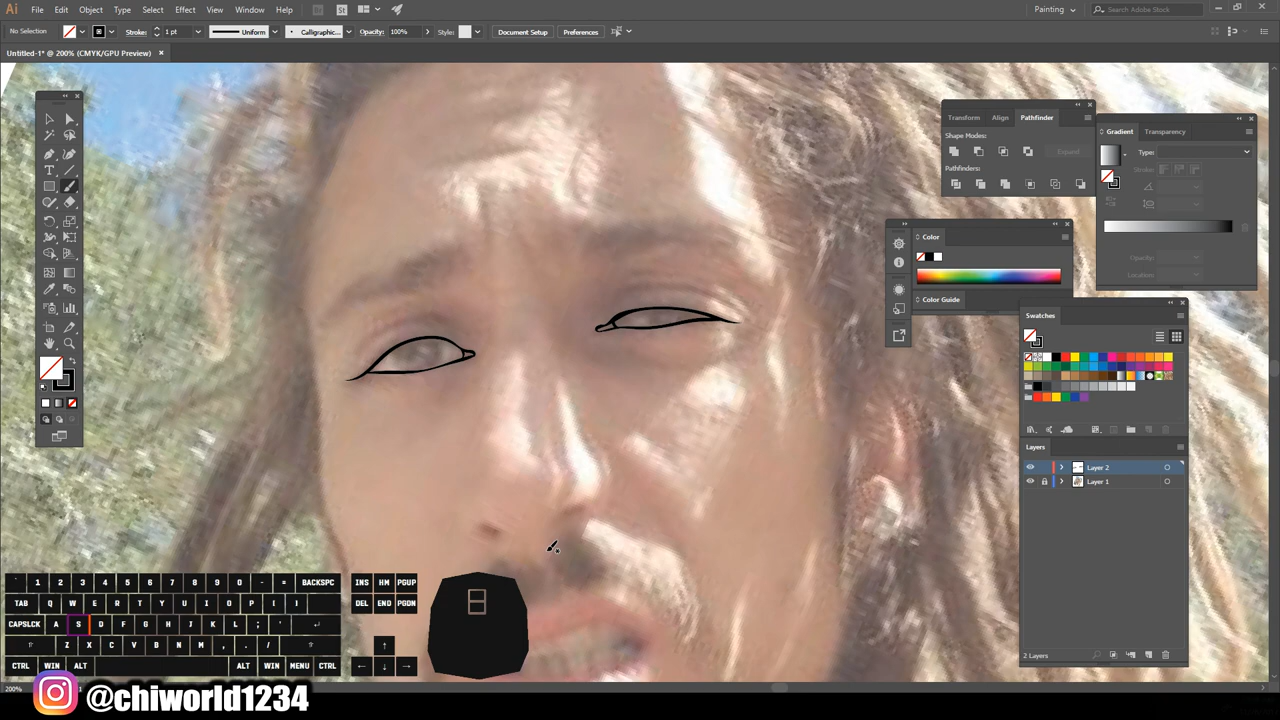 Ai File Edit Object Type Select Effect View Window Help Br St Painting Search Adobe Stock
No Selection Stroke: 1 pt Uniform Calligraphic... Opacity: 100% Style: Document Setup Preferences
Untitled-1* @ 200% (CMYK/GPU Preview) ×
Transform Align Pathfinder
Shape Modes:
Expand
Pathfinders:
Gradient Transparency
Type:
Stroke:
Opacity:
Location:
Color
Color Guide
Swatches
Layers
Layer 2
Layer 1
2 Layers
` 1 2 3 4 5 6 7 8 9 0 - = BACKSPC INS HM PGUP
TAB Q W E R T Y U I O P [ ] \ DEL END PGDN
CAPSLCK A S D F G H J K L ; '
Z X C V B N M , . /
CTRL WIN ALT ALT WIN MENU CTRL
200%
@chiworld1234